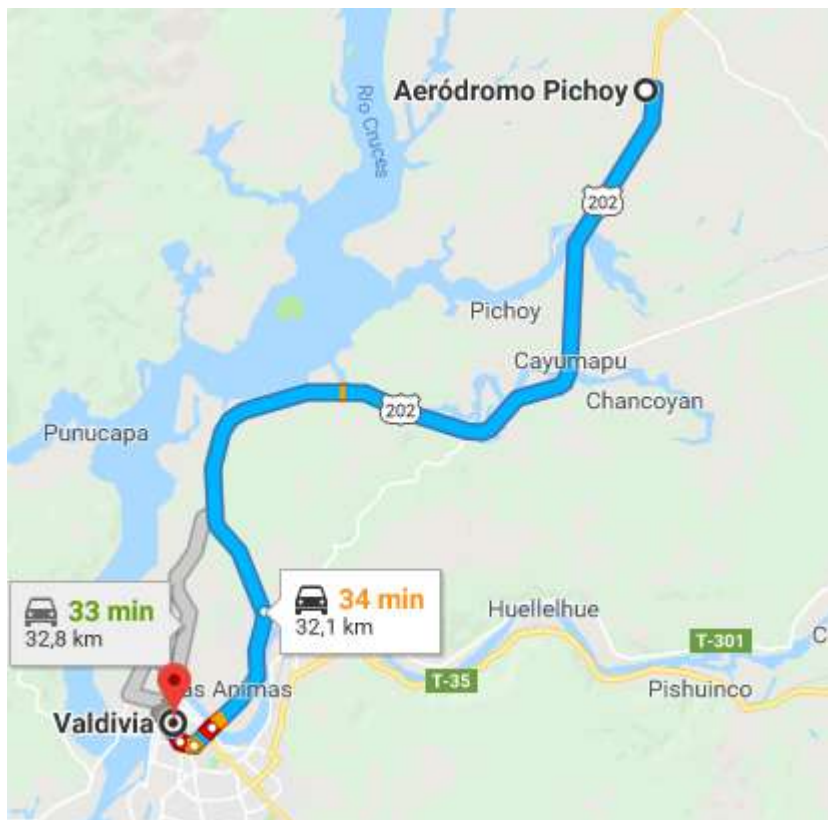 Aeródromo Pichoy
Río Cruces
202
Pichoy
Cayumapu
Chancoyan
202
Punucapa
33 min
32,8 km
34 min
32,1 km
Huellelhue
T-301
C
T-35
Pishuinco
as Animas
Valdivia